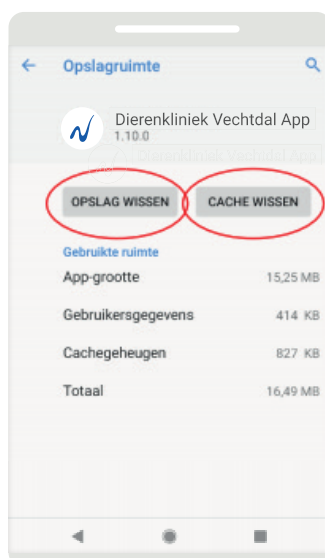 Opslagruimte
Dierenkliniek Vechtdal App
1.10.0
OPSLAG WISSEN
CACHE WISSEN
Gebruikte ruimte
App-grootte 15,25 MB
Gebruikersgegevens 414 KB
Cachegeheugen 827 KB
Totaal 16,49 MB